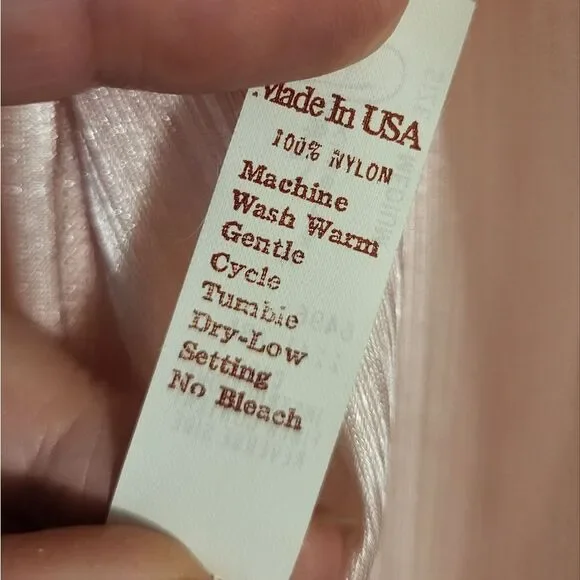 Made In USA
100% NYLON
Machine
Wash Warm
Gentle
Cycle
Tumble
Dry-Low
Setting
No Bleach